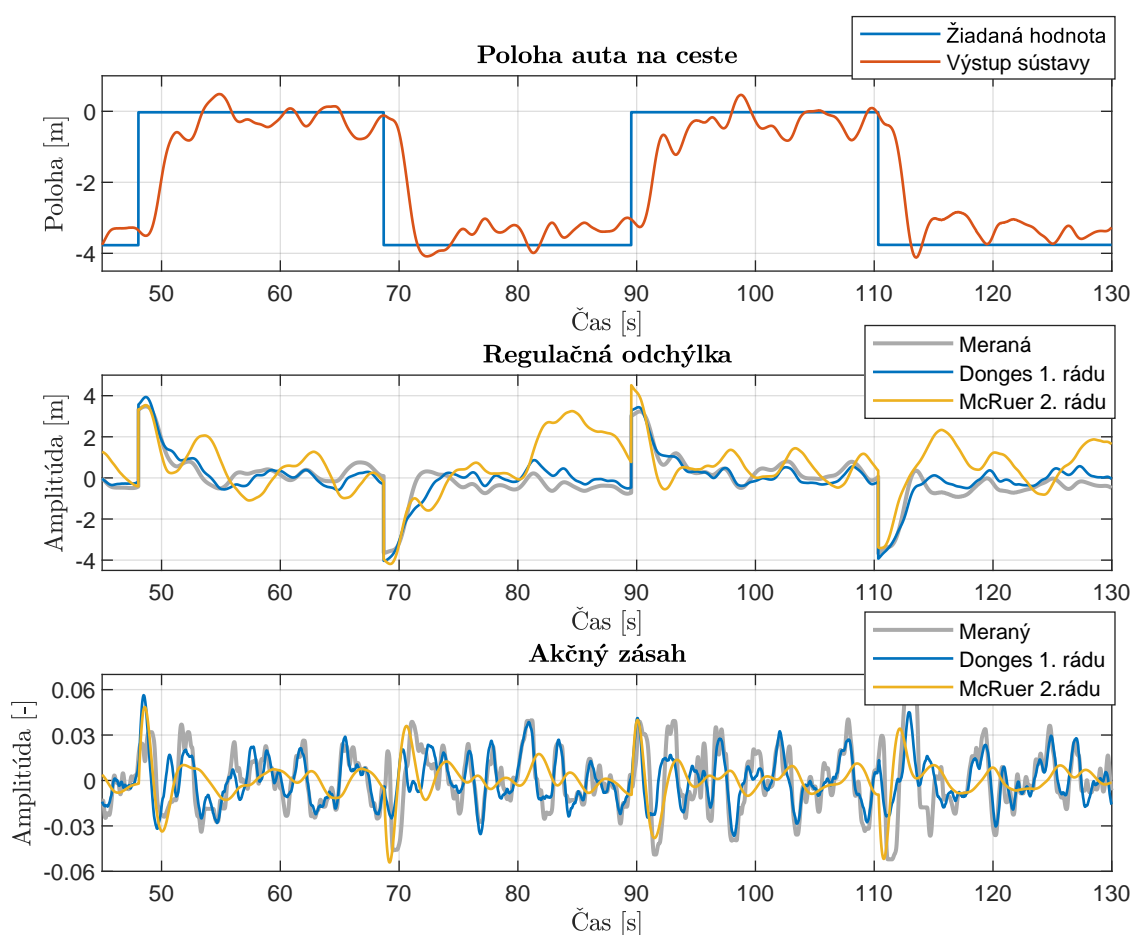 Žiadaná hodnota
Výstup sústavy
Poloha auta na ceste
0
-2
-4
Poloha [m]
50 60 70 80 90 100 110 120 130
Čas [s]
Meraná
Donges 1. rádu
McRuer 2. rádu
Regulačná odchýlka
4
2
0
-2
-4
Amplitúda [m]
50 60 70 80 90 100 110 120 130
Čas [s]
Meraný
Donges 1. rádu
McRuer 2.rádu
Akčný zásah
0.06
0.03
0
-0.03
-0.06
Amplitúda [-]
50 60 70 80 90 100 110 120 130
Čas [s]